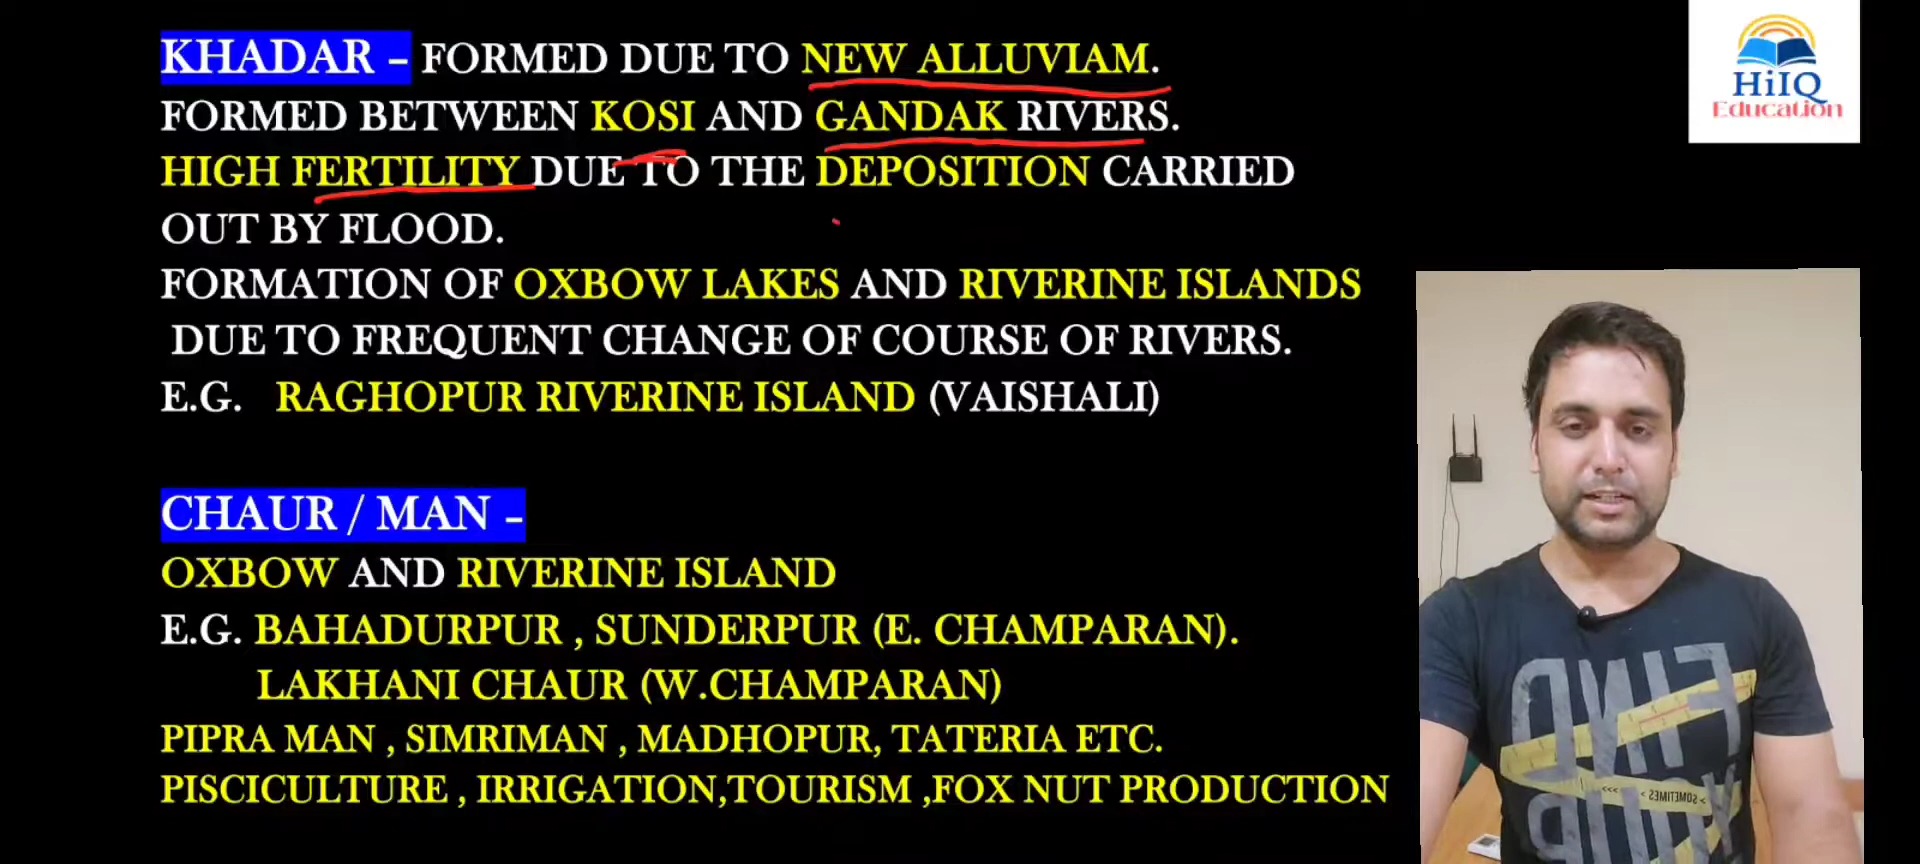 KHADAR – FORMED DUE TO NEW ALLUVIAM.
FORMED BETWEEN KOSI AND GANDAK RIVERS.
HIGH FERTILITY DUE TO THE DEPOSITION CARRIED
OUT BY FLOOD.
FORMATION OF OXBOW LAKES AND RIVERINE ISLANDS
DUE TO FREQUENT CHANGE OF COURSE OF RIVERS.
E.G. RAGHOPUR RIVERINE ISLAND (VAISHALI)
CHAUR / MAN –
OXBOW AND RIVERINE ISLAND
E.G. BAHADURPUR , SUNDERPUR (E. CHAMPARAN).
LAKHANI CHAUR (W.CHAMPARAN)
PIPRA MAN , SIMRIMAN , MADHOPUR, TATERIA ETC.
PISCICULTURE , IRRIGATION,TOURISM ,FOX NUT PRODUCTION
HiIQ
Education
FIND
<<< SOMETIMES >